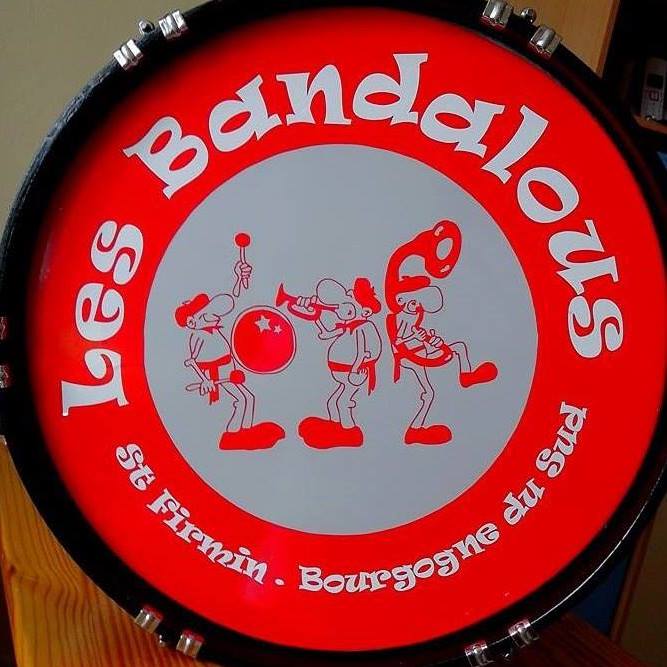 Les Bandalous
St Firmin . Bourgogne du Sud